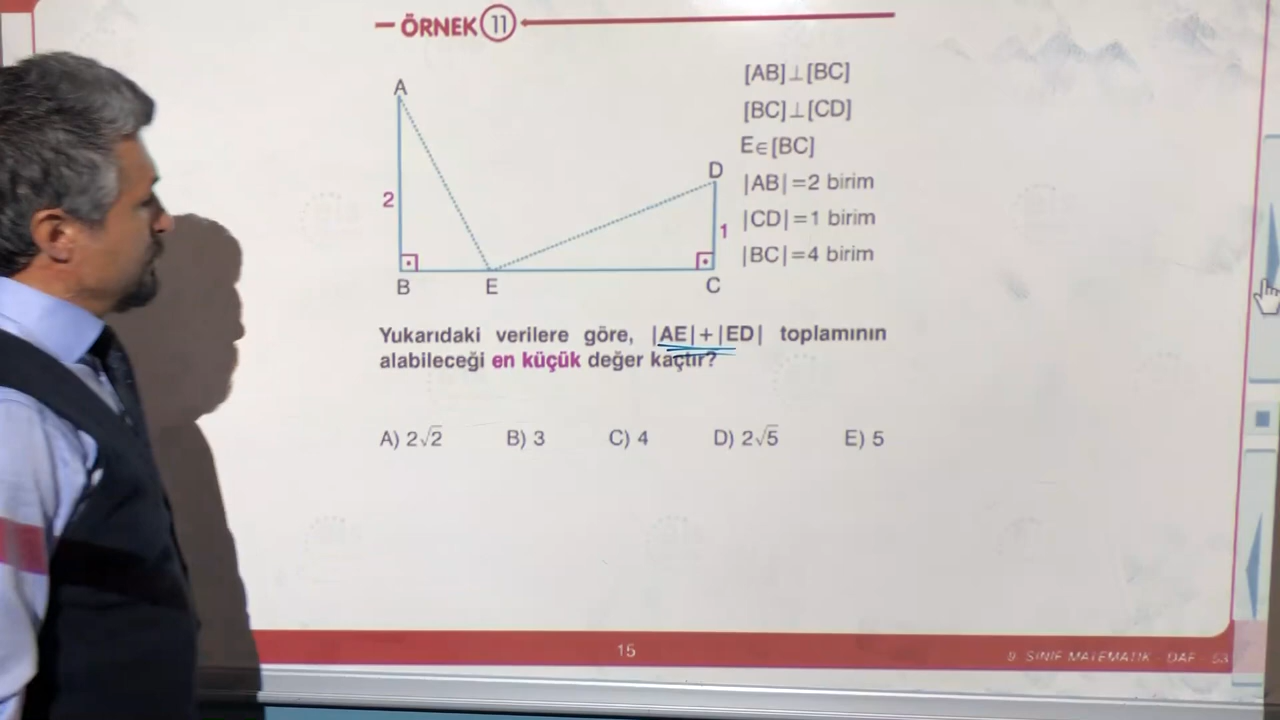 ÖRNEK 11
[AB]⊥[BC]
[BC]⊥[CD]
E∈[BC]
|AB|=2 birim
|CD|=1 birim
|BC|=4 birim
A
D
2
1
B
E
C
Yukarıdaki verilere göre, |AE|+|ED| toplamının
alabileceği en küçük değer kaçtır?
A) 2√2 B) 3 C) 4 D) 2√5 E) 5
15
9. SINIF MATEMATİK - DAF - 53